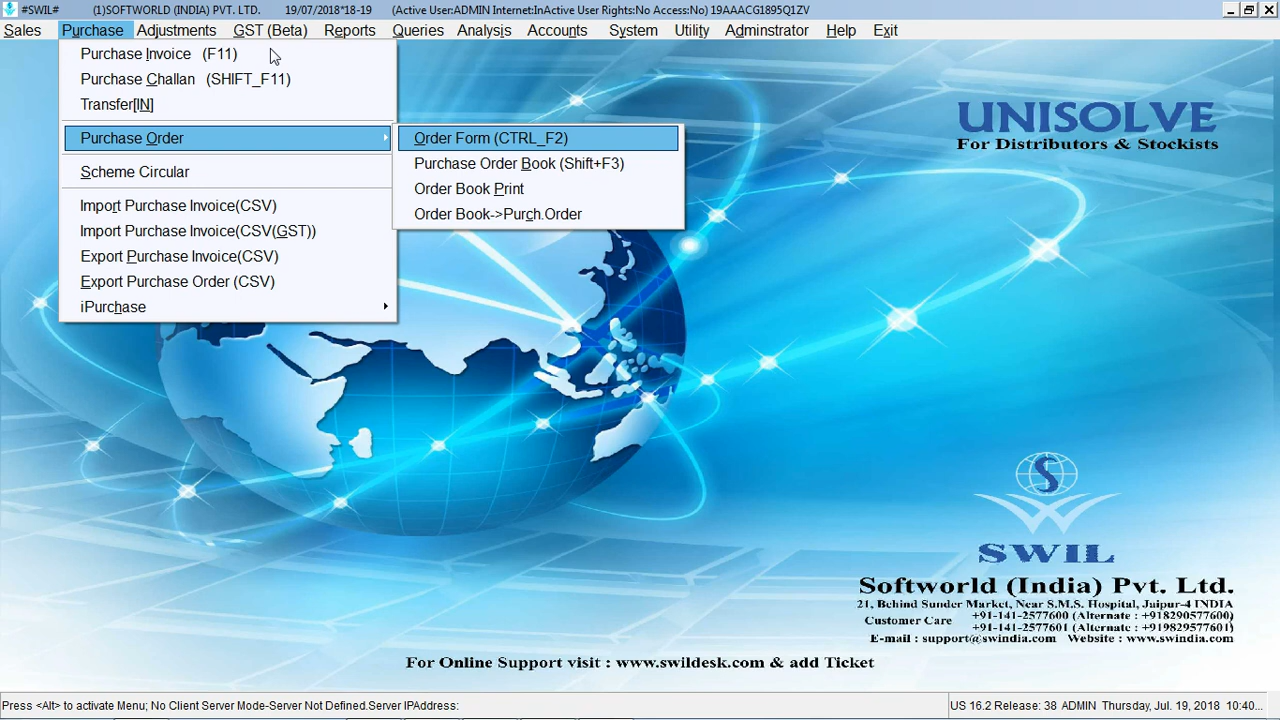 #SWIL# (1)SOFTWORLD (INDIA) PVT. LTD. 19/07/2018*18-19 (Active User:ADMIN Internet:InActive User Rights:No Access:No) 19AAACG1895Q1ZV
Sales Purchase Adjustments GST (Beta) Reports Queries Analysis Accounts System Utility Adminstrator Help Exit
Purchase Invoice (F11)
Purchase Challan (SHIFT_F11)
Transfer[IN]
Purchase Order
Scheme Circular
Import Purchase Invoice(CSV)
Import Purchase Invoice(CSV(GST))
Export Purchase Invoice(CSV)
Export Purchase Order (CSV)
iPurchase
Order Form (CTRL_F2)
Purchase Order Book (Shift+F3)
Order Book Print
Order Book->Purch.Order
UNISOLVE
For Distributors & Stockists
S
SWIL
Softworld (India) Pvt. Ltd.
21, Behind Sunder Market, Near S.M.S. Hospital, Jaipur-4 INDIA
Customer Care +91-141-2577600 (Alternate : +918290577600)
+91-141-2577601 (Alternate : +919829577601)
E-mail : support@swindia.com Website : www.swindia.com
For Online Support visit : www.swildesk.com & add Ticket
Press <Alt> to activate Menu; No Client Server Mode-Server Not Defined.Server IPAddress:
US 16.2 Release: 38 ADMIN Thursday, Jul. 19, 2018 10:40...